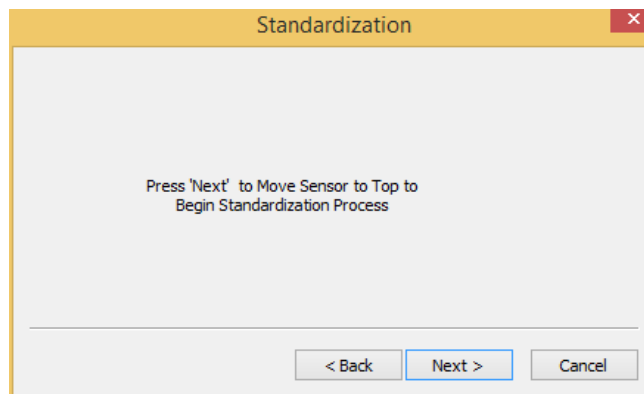 Standardization
Press 'Next' to Move Sensor to Top to
Begin Standardization Process
< Back
Next >
Cancel